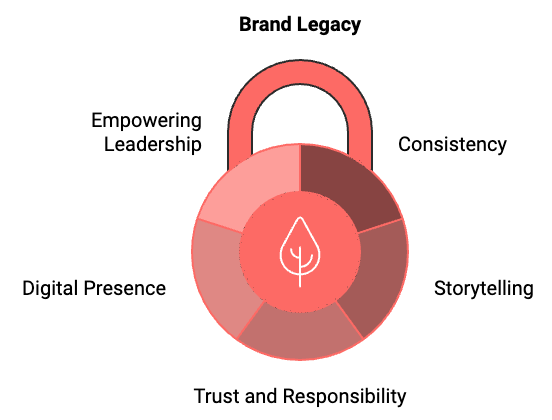 Brand Legacy
Empowering
Leadership
Consistency
Digital Presence
Storytelling
Trust and Responsibility